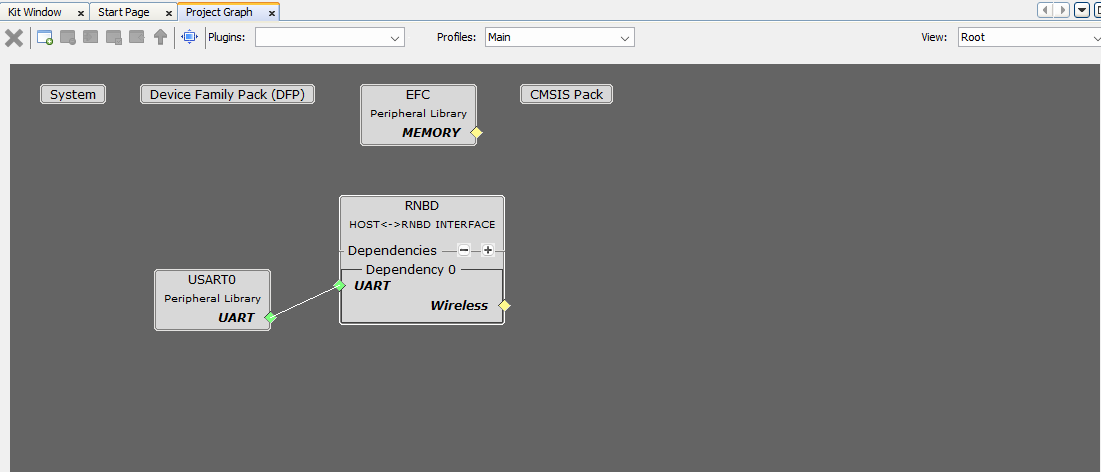 Kit Window x Start Page x Project Graph x
Plugins: Profiles: Main View: Root
System
Device Family Pack (DFP)
EFC
Peripheral Library
MEMORY
CMSIS Pack
RNBD
HOST<->RNBD INTERFACE
Dependencies
Dependency 0
UART
Wireless
USART0
Peripheral Library
UART